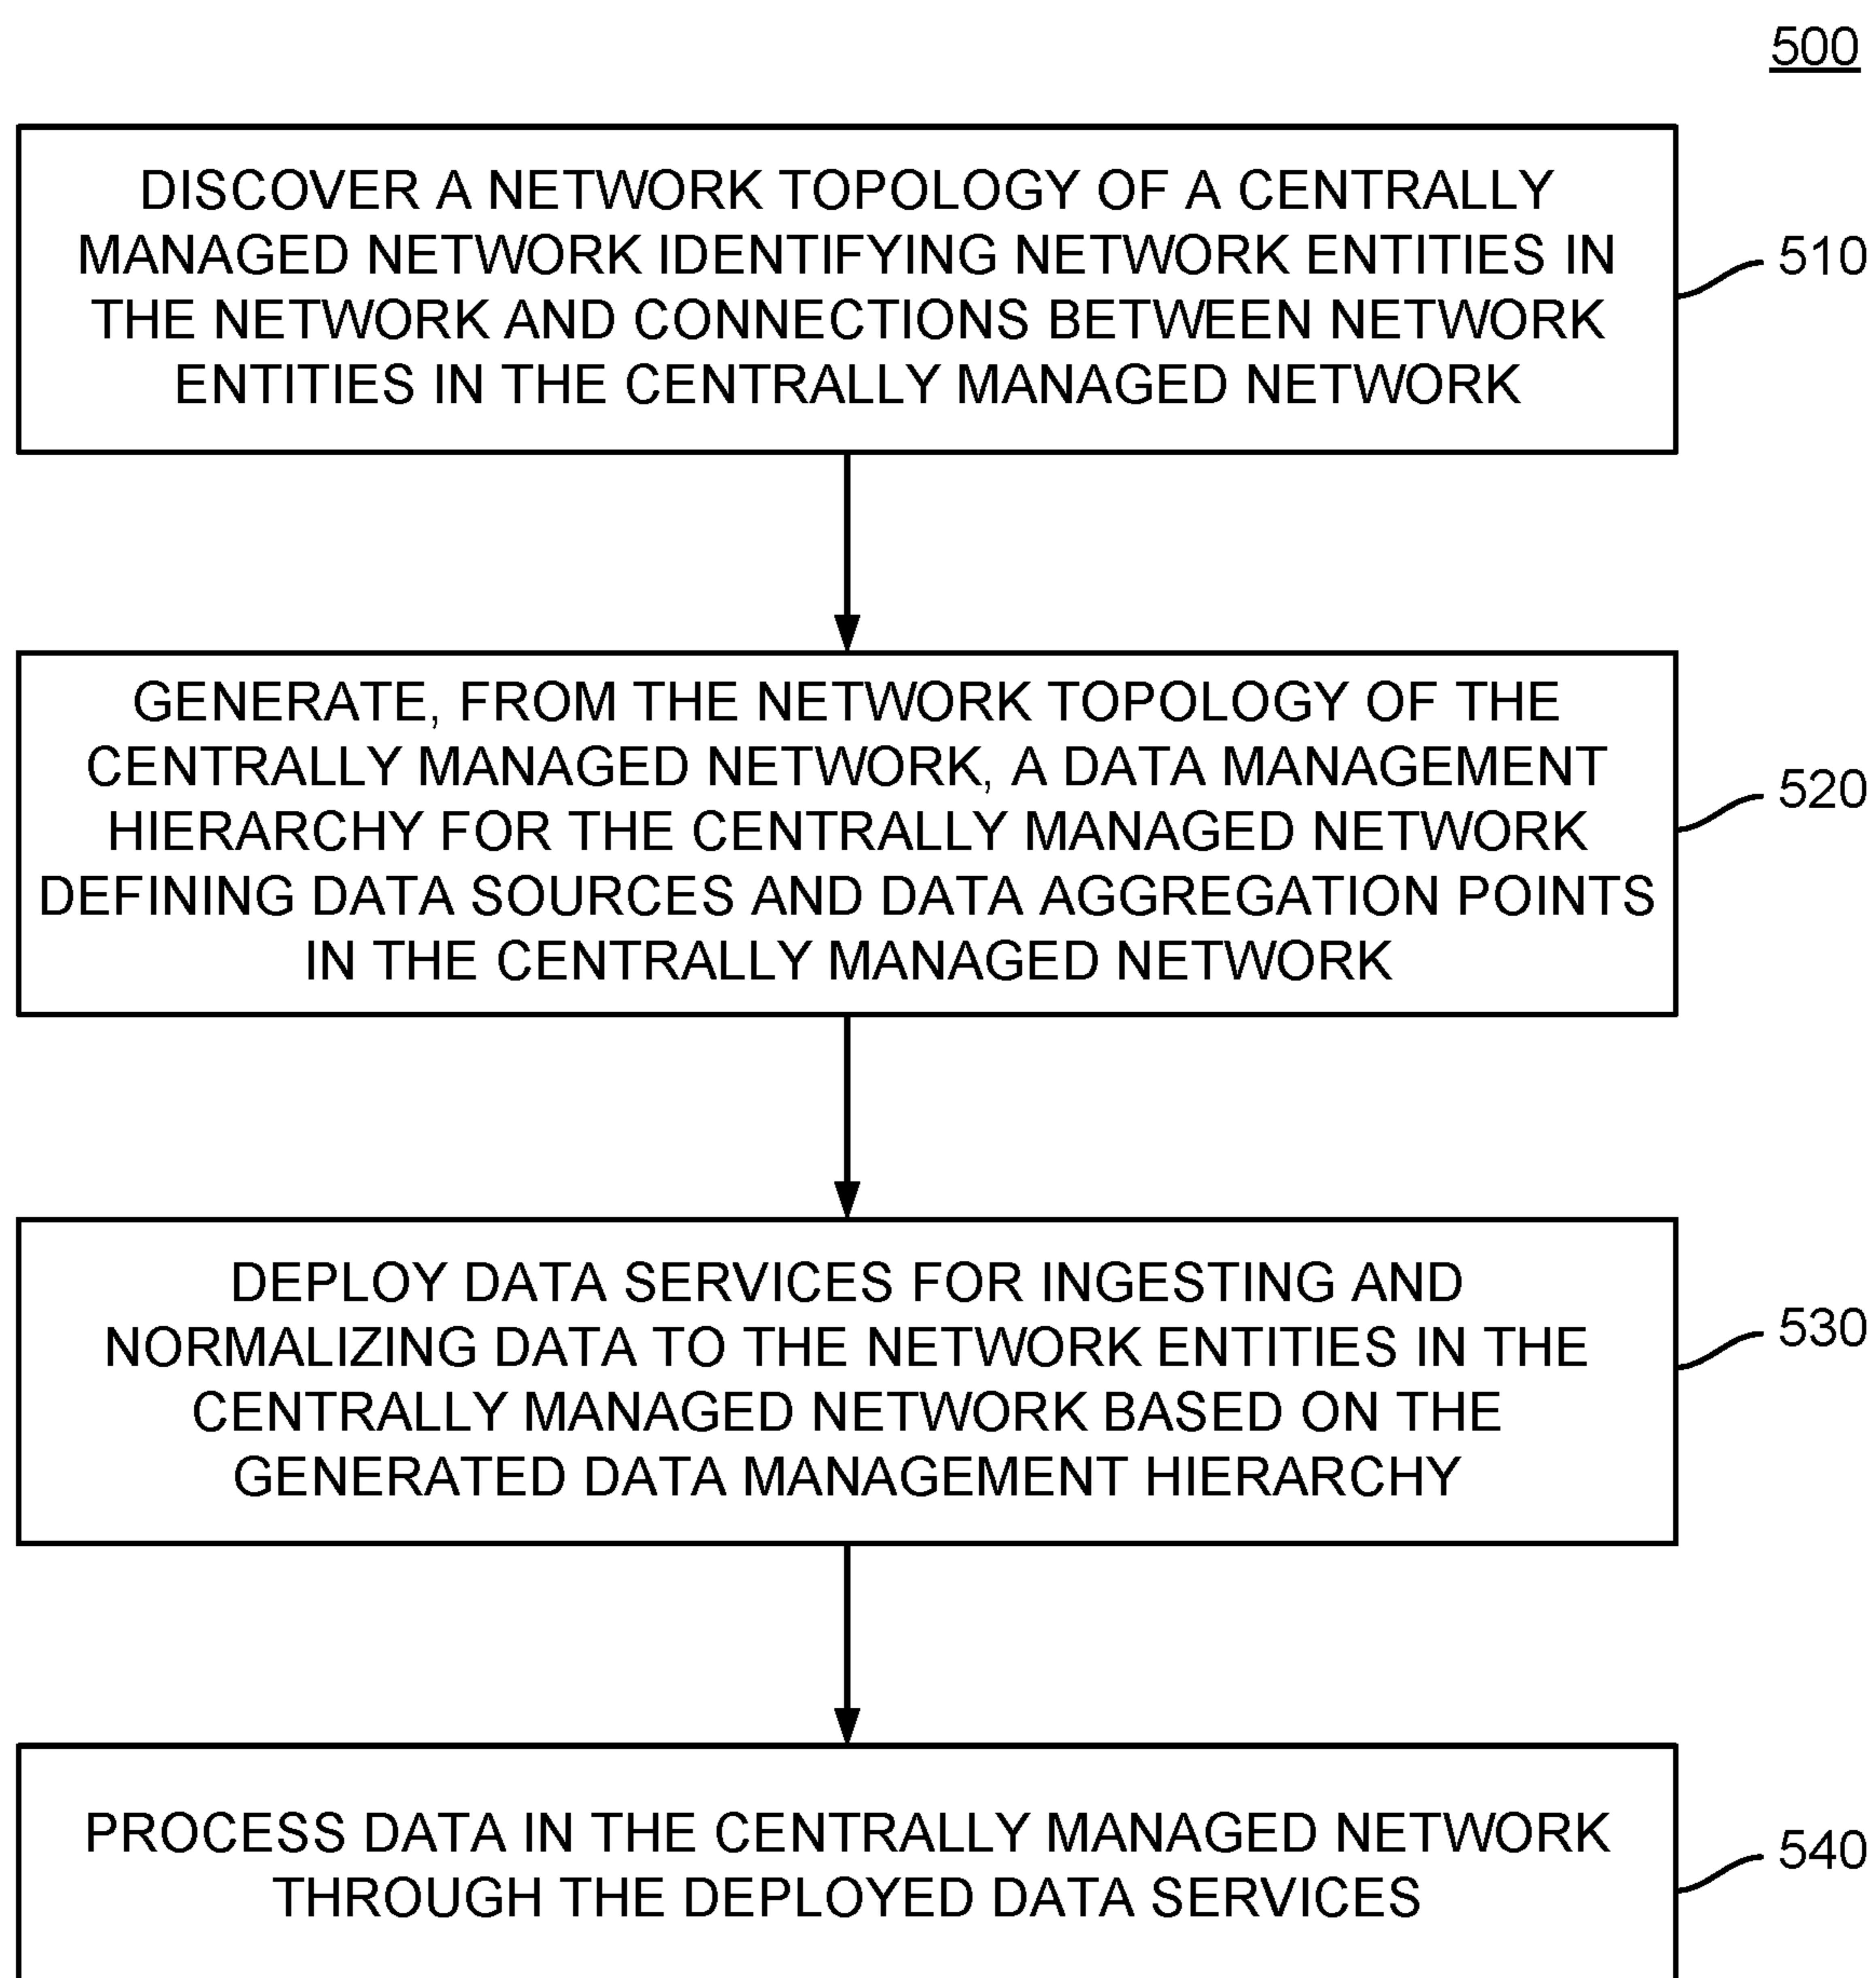 500
DISCOVER A NETWORK TOPOLOGY OF A CENTRALLY
MANAGED NETWORK IDENTIFYING NETWORK ENTITIES IN
THE NETWORK AND CONNECTIONS BETWEEN NETWORK
ENTITIES IN THE CENTRALLY MANAGED NETWORK
510
GENERATE, FROM THE NETWORK TOPOLOGY OF THE
CENTRALLY MANAGED NETWORK, A DATA MANAGEMENT
HIERARCHY FOR THE CENTRALLY MANAGED NETWORK
DEFINING DATA SOURCES AND DATA AGGREGATION POINTS
IN THE CENTRALLY MANAGED NETWORK
520
DEPLOY DATA SERVICES FOR INGESTING AND
NORMALIZING DATA TO THE NETWORK ENTITIES IN THE
CENTRALLY MANAGED NETWORK BASED ON THE
GENERATED DATA MANAGEMENT HIERARCHY
530
PROCESS DATA IN THE CENTRALLY MANAGED NETWORK
THROUGH THE DEPLOYED DATA SERVICES
540